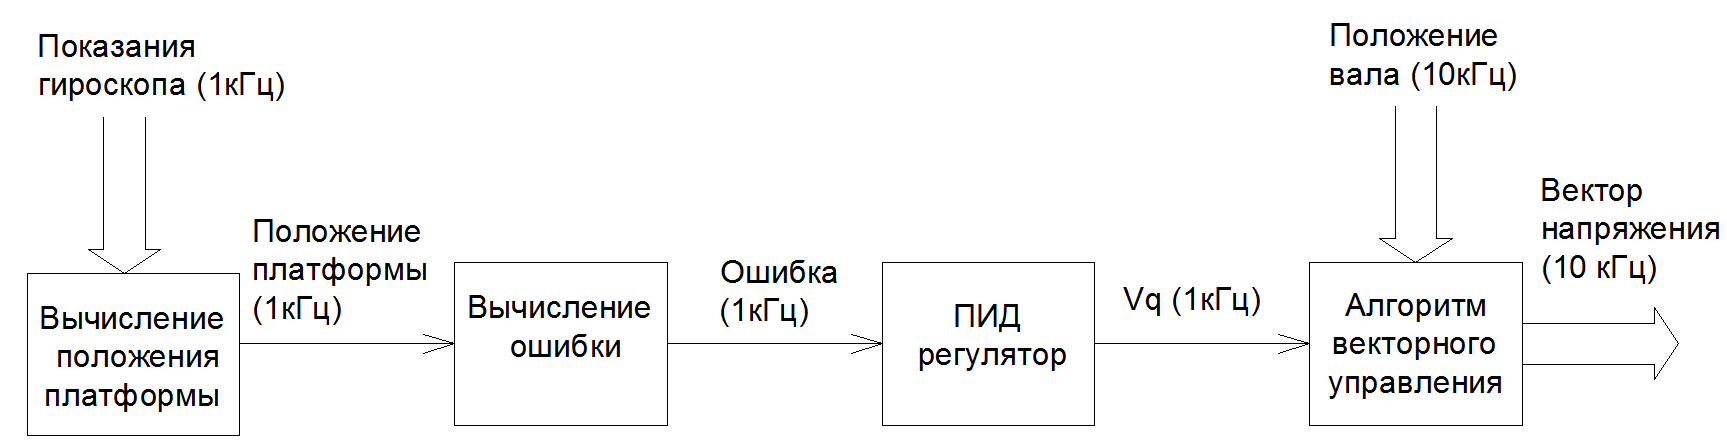 Показания
гироскопа (1кГц)
Вычисление
положения
платформы
Положение
платформы
(1кГц)
Вычисление
ошибки
Ошибка
(1кГц)
ПИД
регулятор
Vq (1кГц)
Положение
вала (10кГц)
Алгоритм
векторного
управления
Вектор
напряжения
(10 кГц)